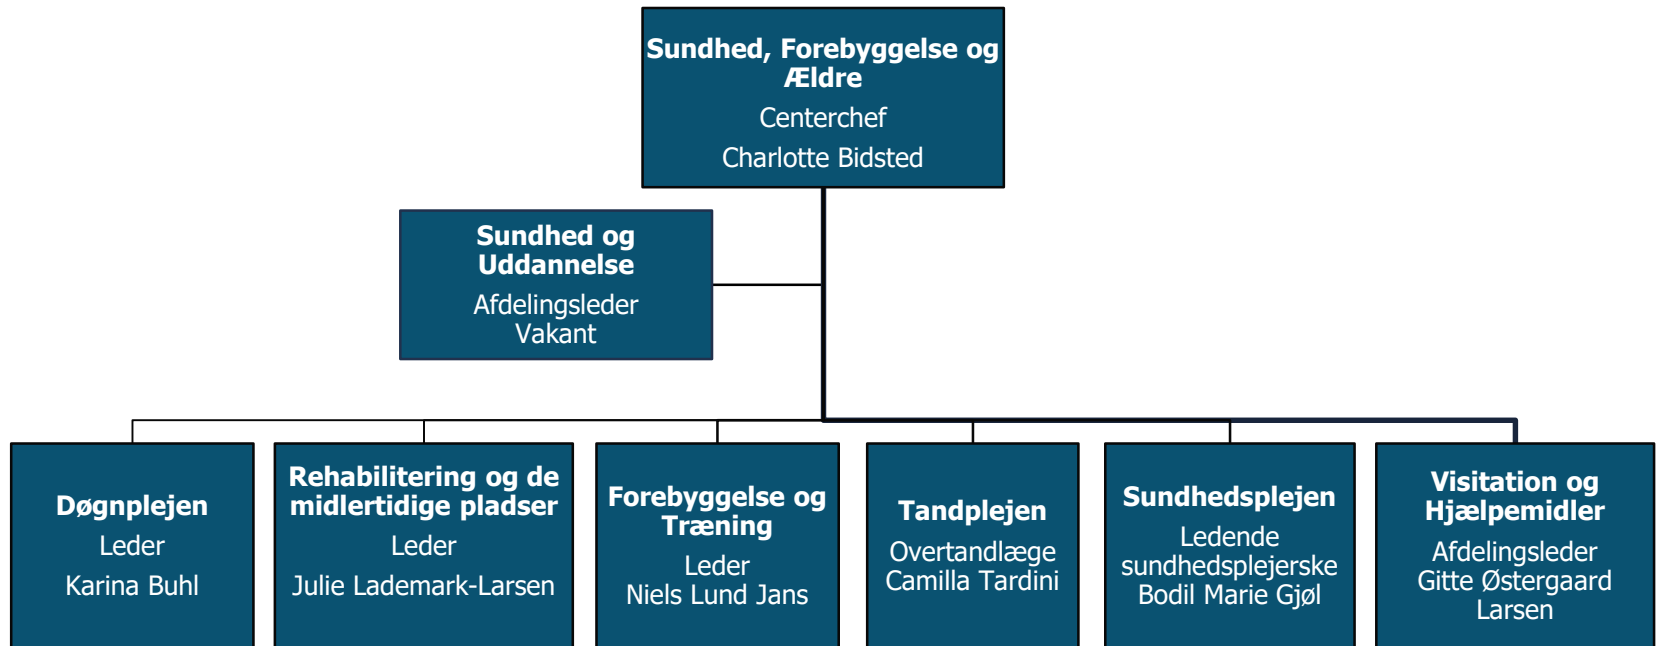 Sundhed, Forebyggelse og
Ældre
Centerchef
Charlotte Bidsted
Sundhed og
Uddannelse
Afdelingsleder
Vakant
Døgnplejen
Leder
Karina Buhl
Rehabilitering og de
midlertidige pladser
Leder
Julie Lademark-Larsen
Forebyggelse og
Træning
Leder
Niels Lund Jans
Tandplejen
Overtandlæge
Camilla Tardini
Sundhedsplejen
Ledende
sundhedsplejerske
Bodil Marie Gjøl
Visitation og
Hjælpemidler
Afdelingsleder
Gitte Østergaard
Larsen